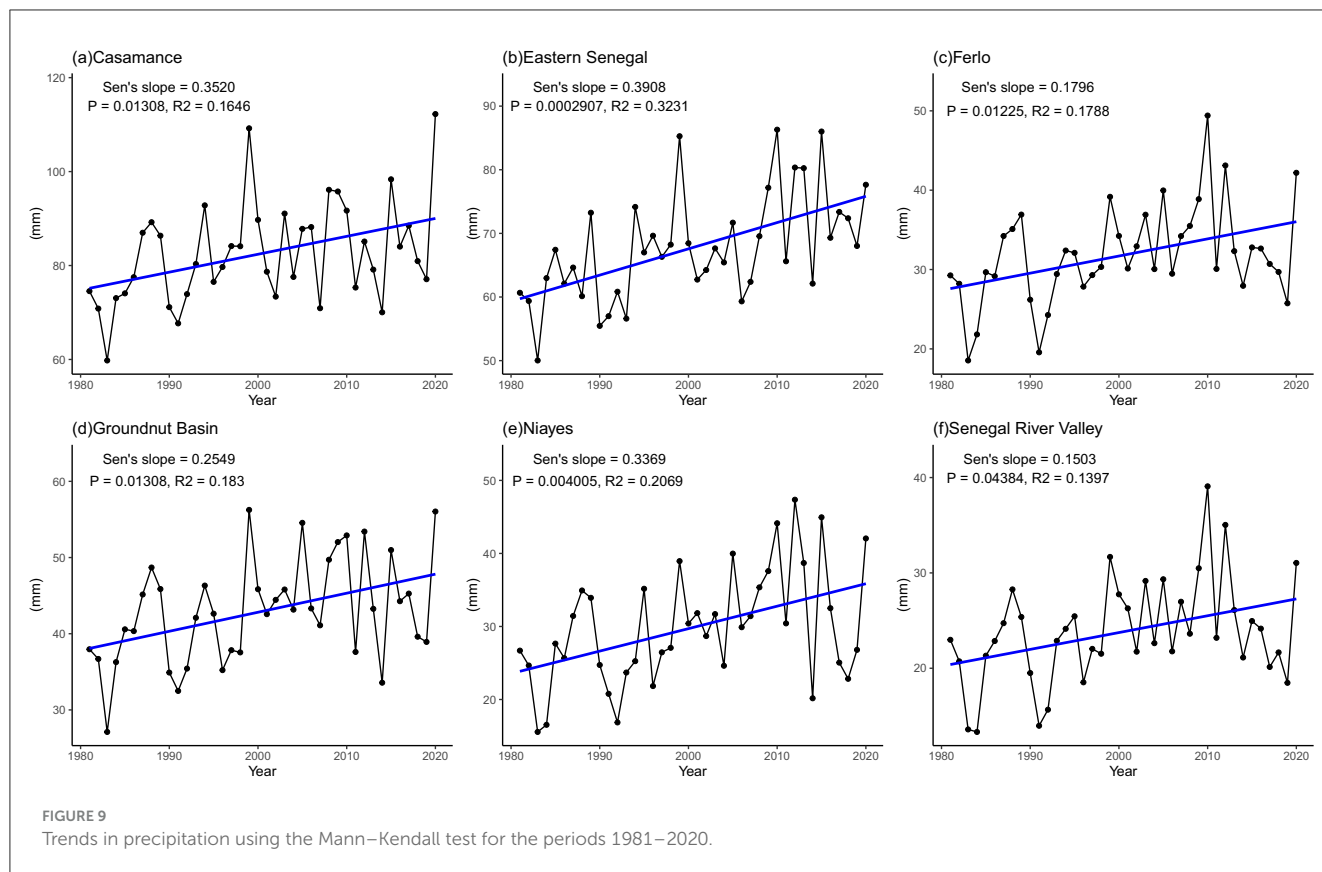 (a)Casamance
Sen's slope = 0.3520
P = 0.01308, R2 = 0.1646
120
100
80
60
(mm)
1980 1990 2000 2010 2020
Year
(b)Eastern Senegal
Sen's slope = 0.3908
P = 0.0002907, R2 = 0.3231
90
80
70
60
50
(mm)
1980 1990 2000 2010 2020
Year
(c)Ferlo
Sen's slope = 0.1796
P = 0.01225, R2 = 0.1788
50
40
30
20
(mm)
1980 1990 2000 2010 2020
Year
(d)Groundnut Basin
Sen's slope = 0.2549
P = 0.01308, R2 = 0.183
60
50
40
30
(mm)
1980 1990 2000 2010 2020
Year
(e)Niayes
Sen's slope = 0.3369
P = 0.004005, R2 = 0.2069
50
40
30
20
(mm)
1980 1990 2000 2010 2020
Year
(f)Senegal River Valley
Sen's slope = 0.1503
P = 0.04384, R2 = 0.1397
40
30
20
(mm)
1980 1990 2000 2010 2020
Year
FIGURE 9
Trends in precipitation using the Mann–Kendall test for the periods 1981–2020.